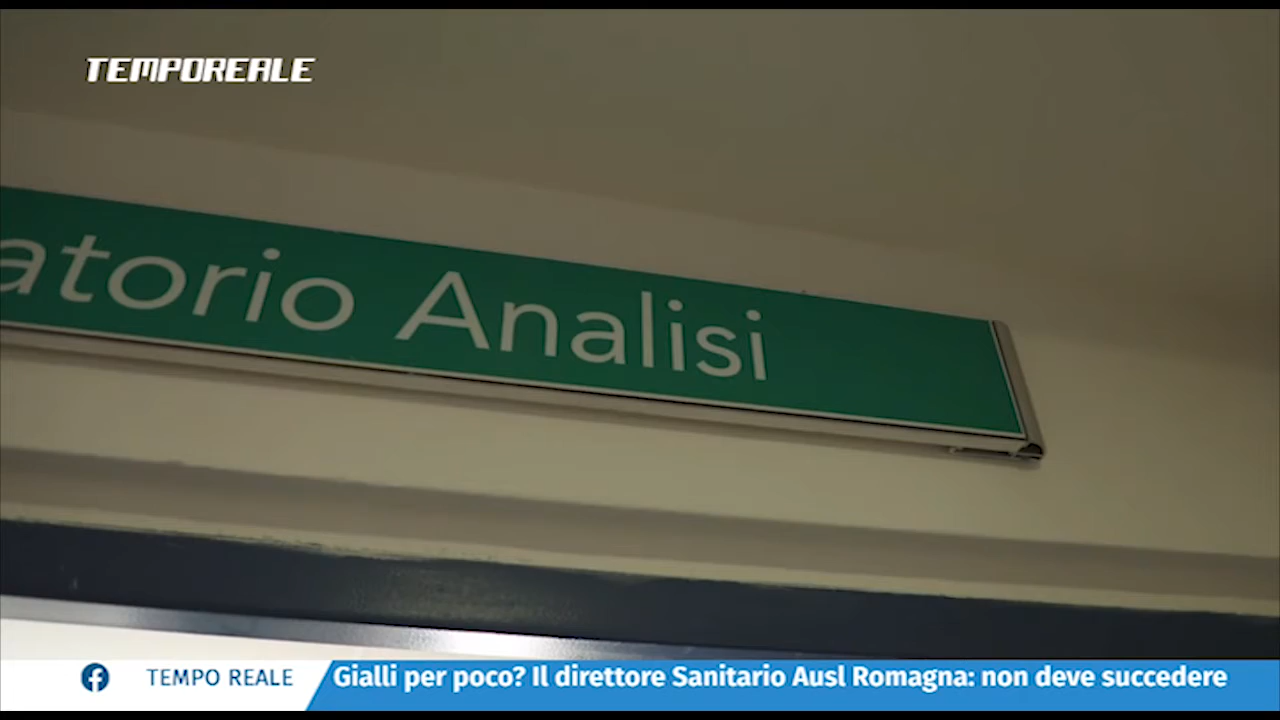 TEMPOREALE
atorio Analisi
TEMPO REALE
Gialli per poco? Il direttore Sanitario Ausl Romagna: non deve succedere